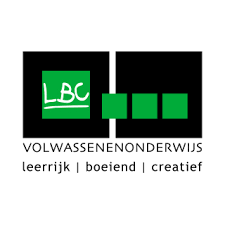 LBC
VOLWASSENENONDERWIJS
leerrijk | boeiend | creatief